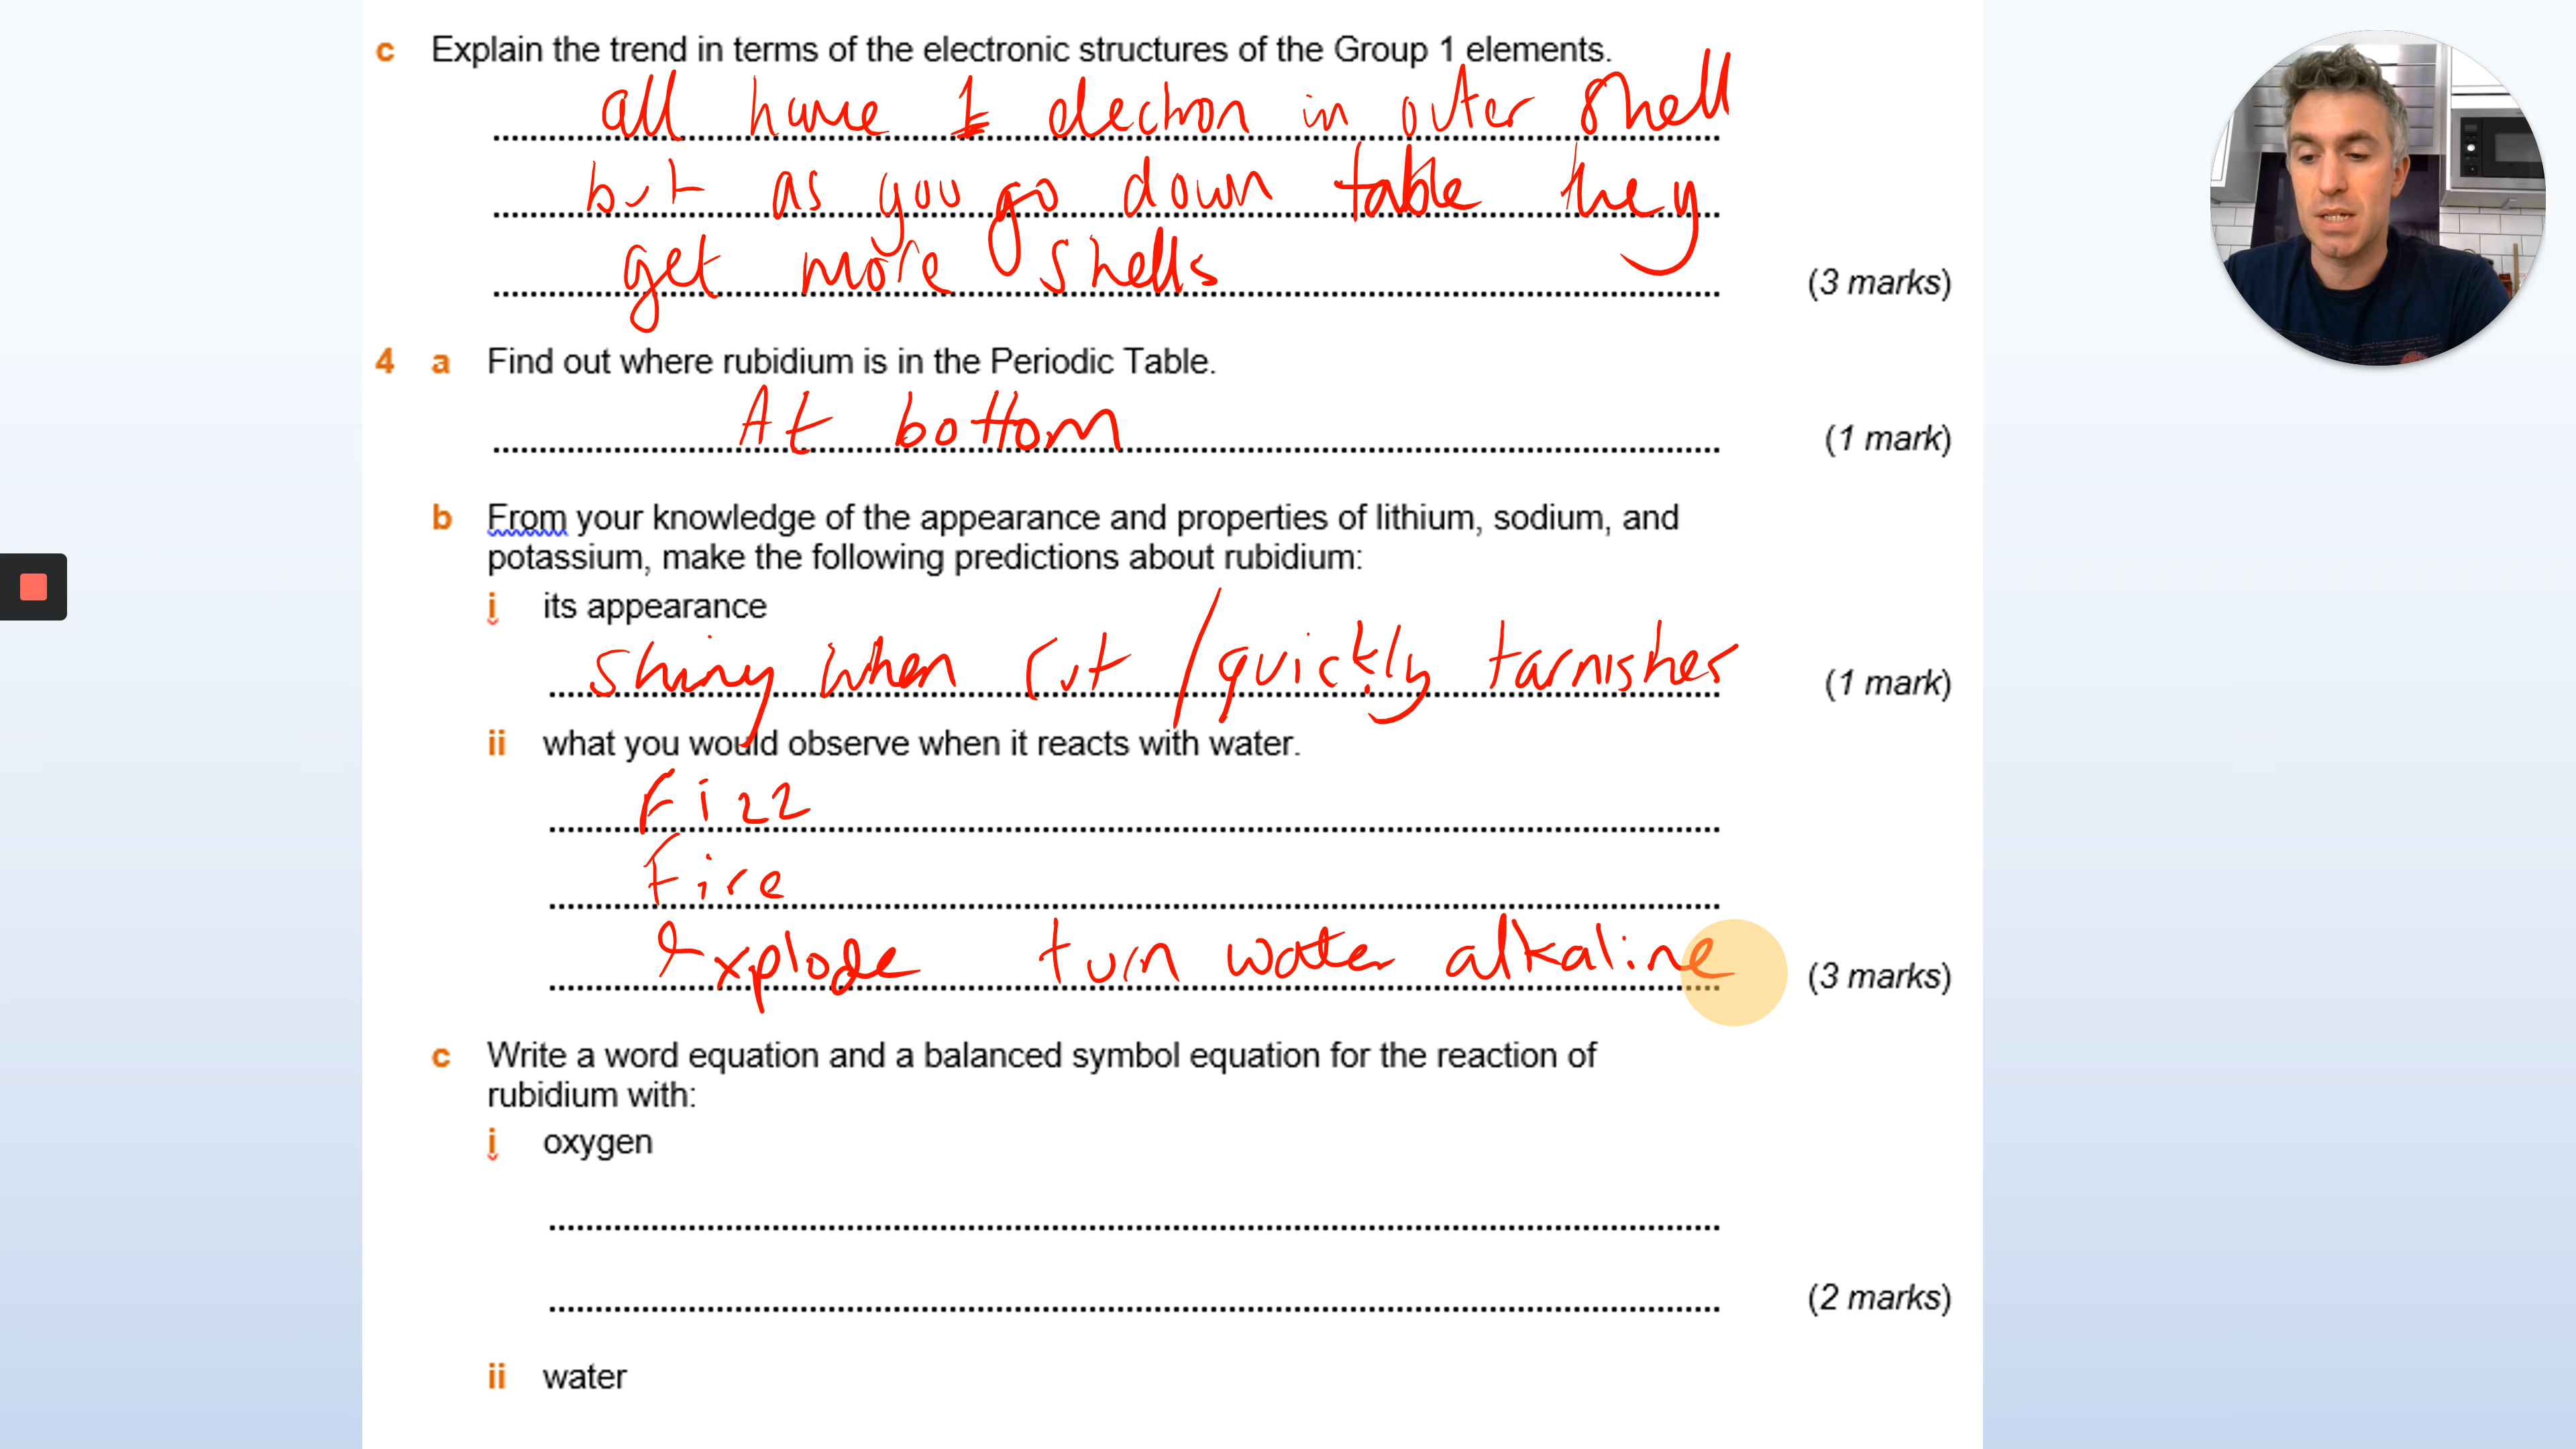 c Explain the trend in terms of the electronic structures of the Group 1 elements.
all have 1 electron in outer shell
but as you go down table they
get more shells
(3 marks)
4 a Find out where rubidium is in the Periodic Table.
At bottom
(1 mark)
b From your knowledge of the appearance and properties of lithium, sodium, and
potassium, make the following predictions about rubidium:
i its appearance
shiny when cut / quickly tarnishes
(1 mark)
ii what you would observe when it reacts with water.
Fizz
Fire
Explode turn water alkaline
(3 marks)
c Write a word equation and a balanced symbol equation for the reaction of
rubidium with:
i oxygen
(2 marks)
ii water